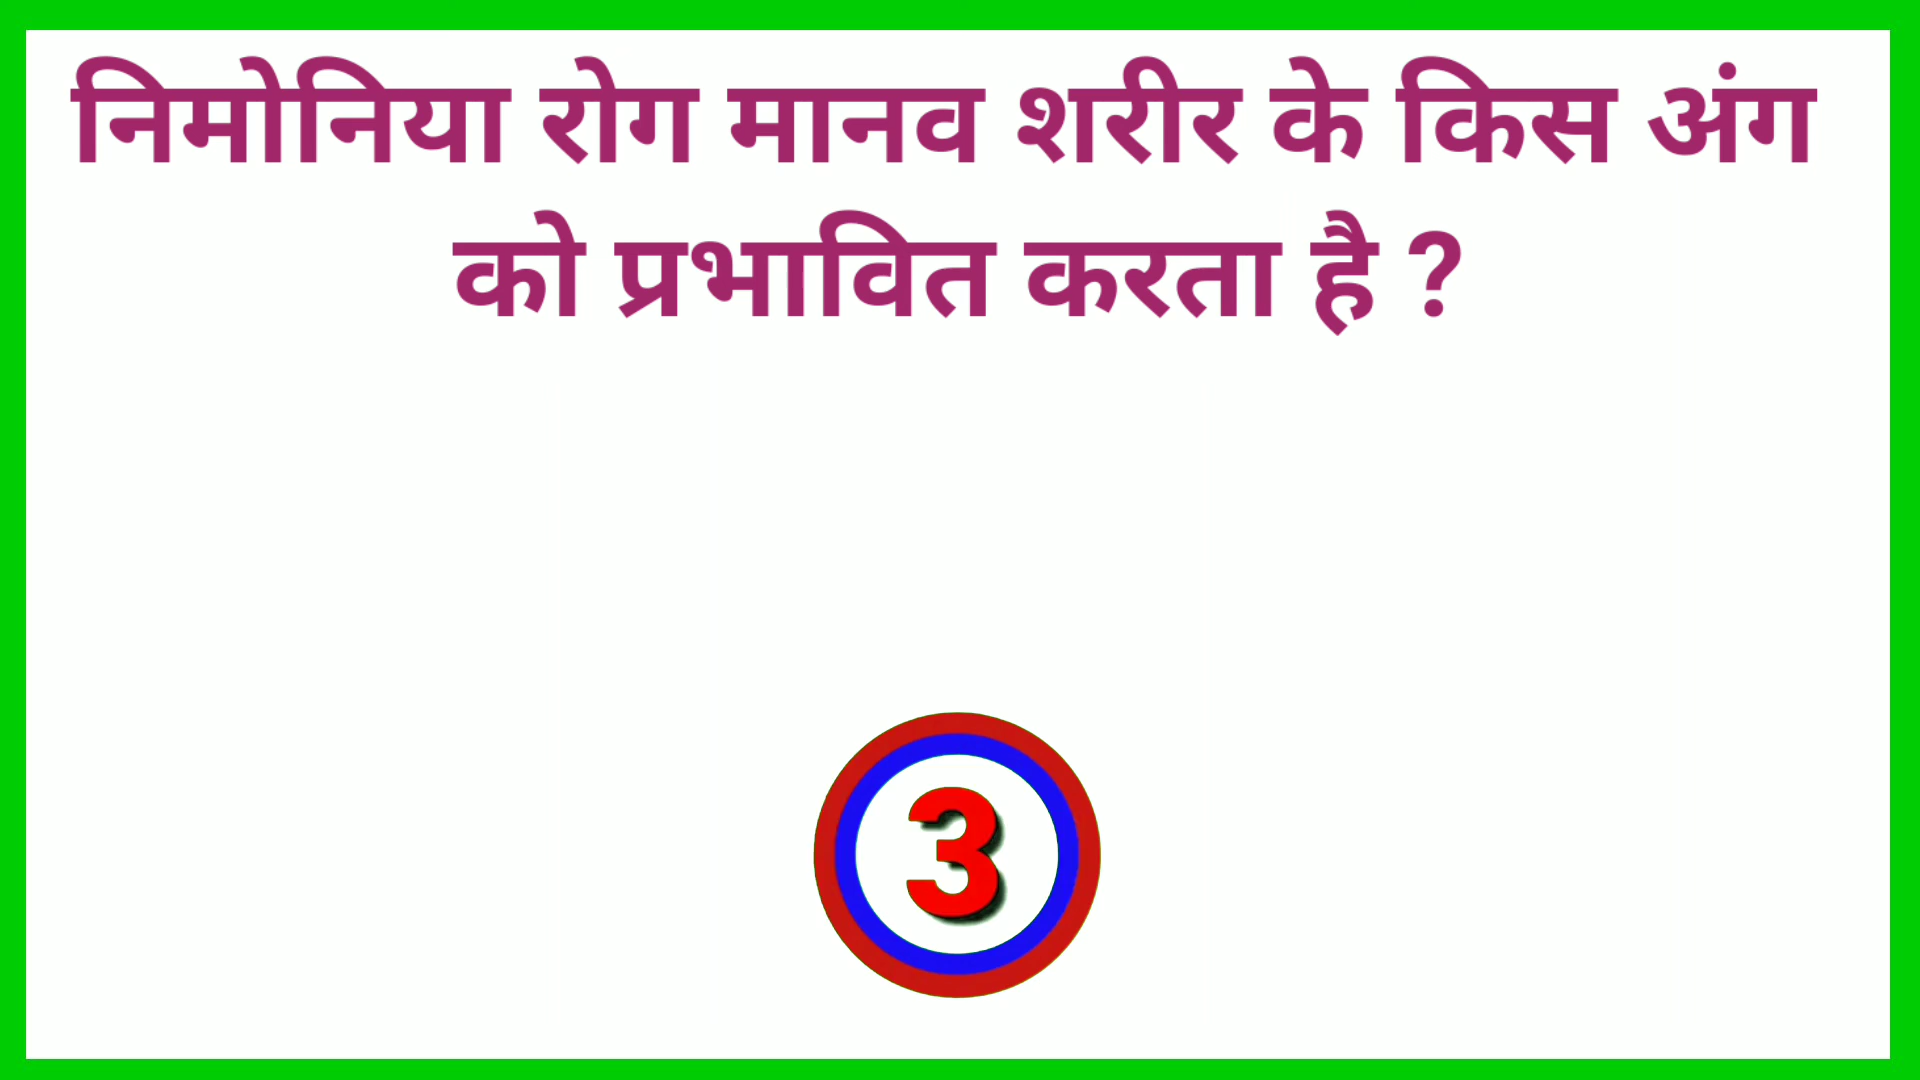 निमोनिया रोग मानव शरीर के किस अंग
को प्रभावित करता है ?
3